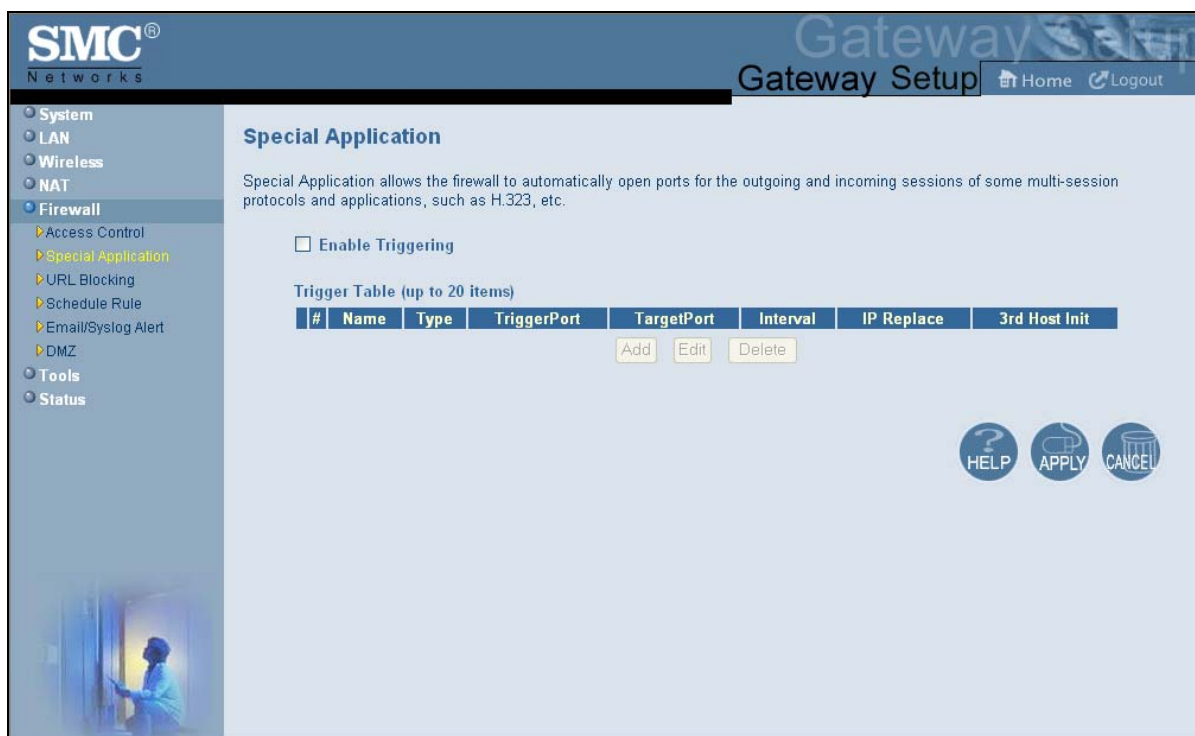 SMC®
Networks
Gateway Setup
Gateway Setup
Home
Logout
System
LAN
Wireless
NAT
Firewall
Access Control
Special Application
URL Blocking
Schedule Rule
Email/Syslog Alert
DMZ
Tools
Status
Special Application
Special Application allows the firewall to automatically open ports for the outgoing and incoming sessions of some multi-session
protocols and applications, such as H.323, etc.
Enable Triggering
Trigger Table (up to 20 items)
# Name Type TriggerPort TargetPort Interval IP Replace 3rd Host Init
Add Edit Delete
HELP APPLY CANCEL